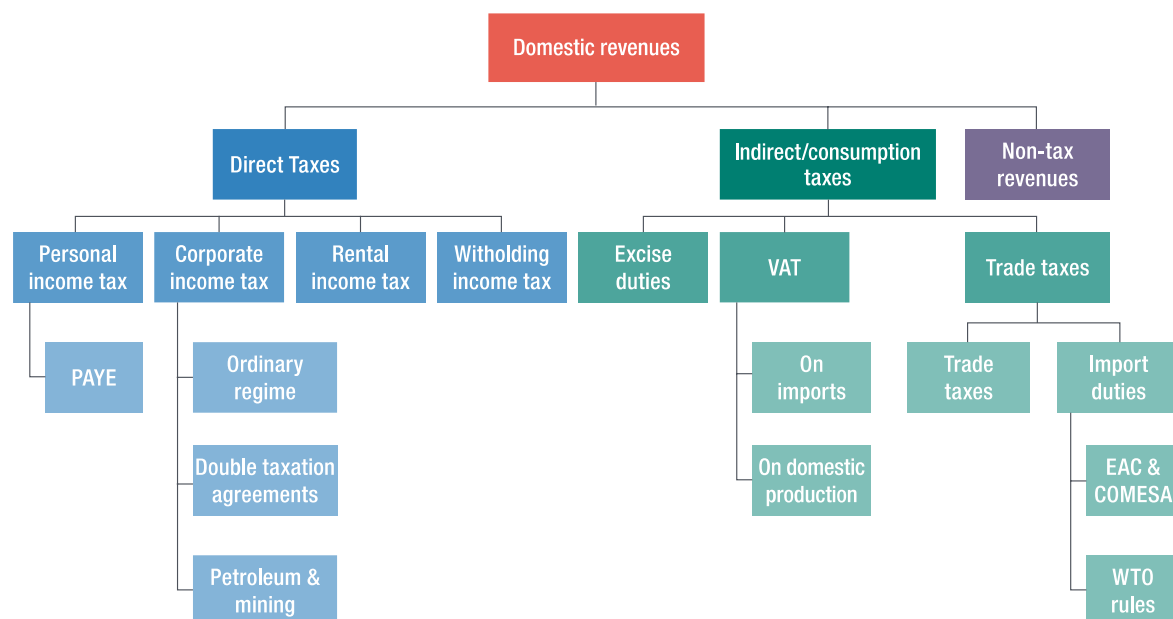 Domestic revenues
Direct Taxes
Indirect/consumption
taxes
Non-tax
revenues
Personal
income tax
Corporate
income tax
Rental
income tax
Witholding
income tax
Excise
duties
VAT
Trade taxes
PAYE
Ordinary
regime
On
imports
Trade
taxes
Import
duties
Double taxation
agreements
On domestic
production
EAC &
COMESA
Petroleum &
mining
WTO
rules